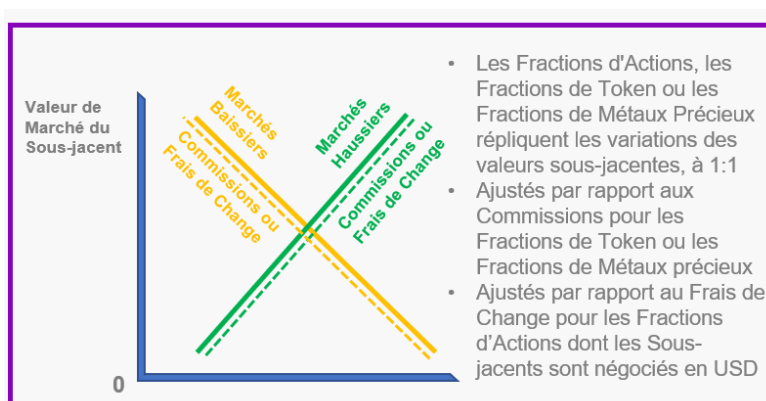 Valeur de
Marché du
Sous-jacent
0
Marchés
Baissiers
Commissions ou
Frais de Change
Marchés
Haussiers
Commissions ou
Frais de Change
• Les Fractions d'Actions, les
Fractions de Token ou les
Fractions de Métaux Précieux
répliquent les variations des
valeurs sous-jacentes, à 1:1
• Ajustés par rapport aux
Commissions pour les
Fractions de Token ou les
Fractions de Métaux précieux
• Ajustés par rapport au Frais de
Change pour les Fractions
d’Actions dont les Sous-
jacents sont négociés en USD